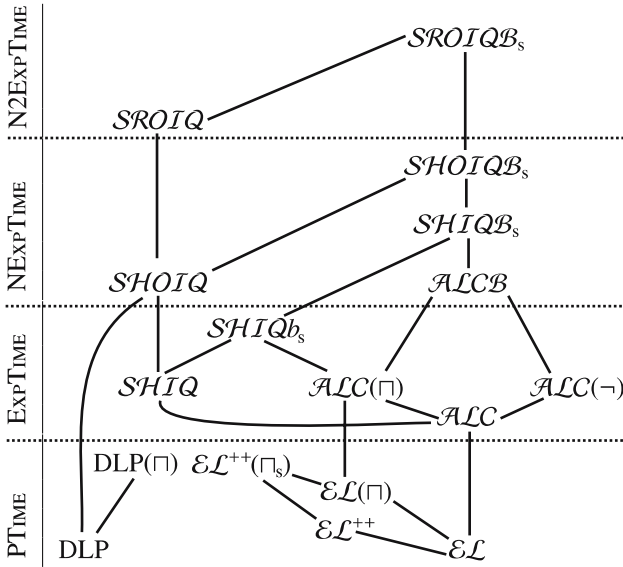 N2EXPTIME
NEXPTIME
EXPTIME
PTIME
𝒮ℛ𝒪ℐ𝒬ℬₛ
𝒮ℛ𝒪ℐ𝒬
𝒮ℋ𝒪ℐ𝒬ℬₛ
𝒮ℋℐ𝒬ℬₛ
𝒮ℋ𝒪ℐ𝒬
𝒜ℒ𝒞ℬ
𝒮ℋℐ𝒬bₛ
𝒮ℋℐ𝒬
𝒜ℒ𝒞(⊓)
𝒜ℒ𝒞(¬)
𝒜ℒ𝒞
DLP(⊓)
ℰℒ⁺⁺(⊓ₛ)
ℰℒ(⊓)
ℰℒ⁺⁺
DLP
ℰℒ